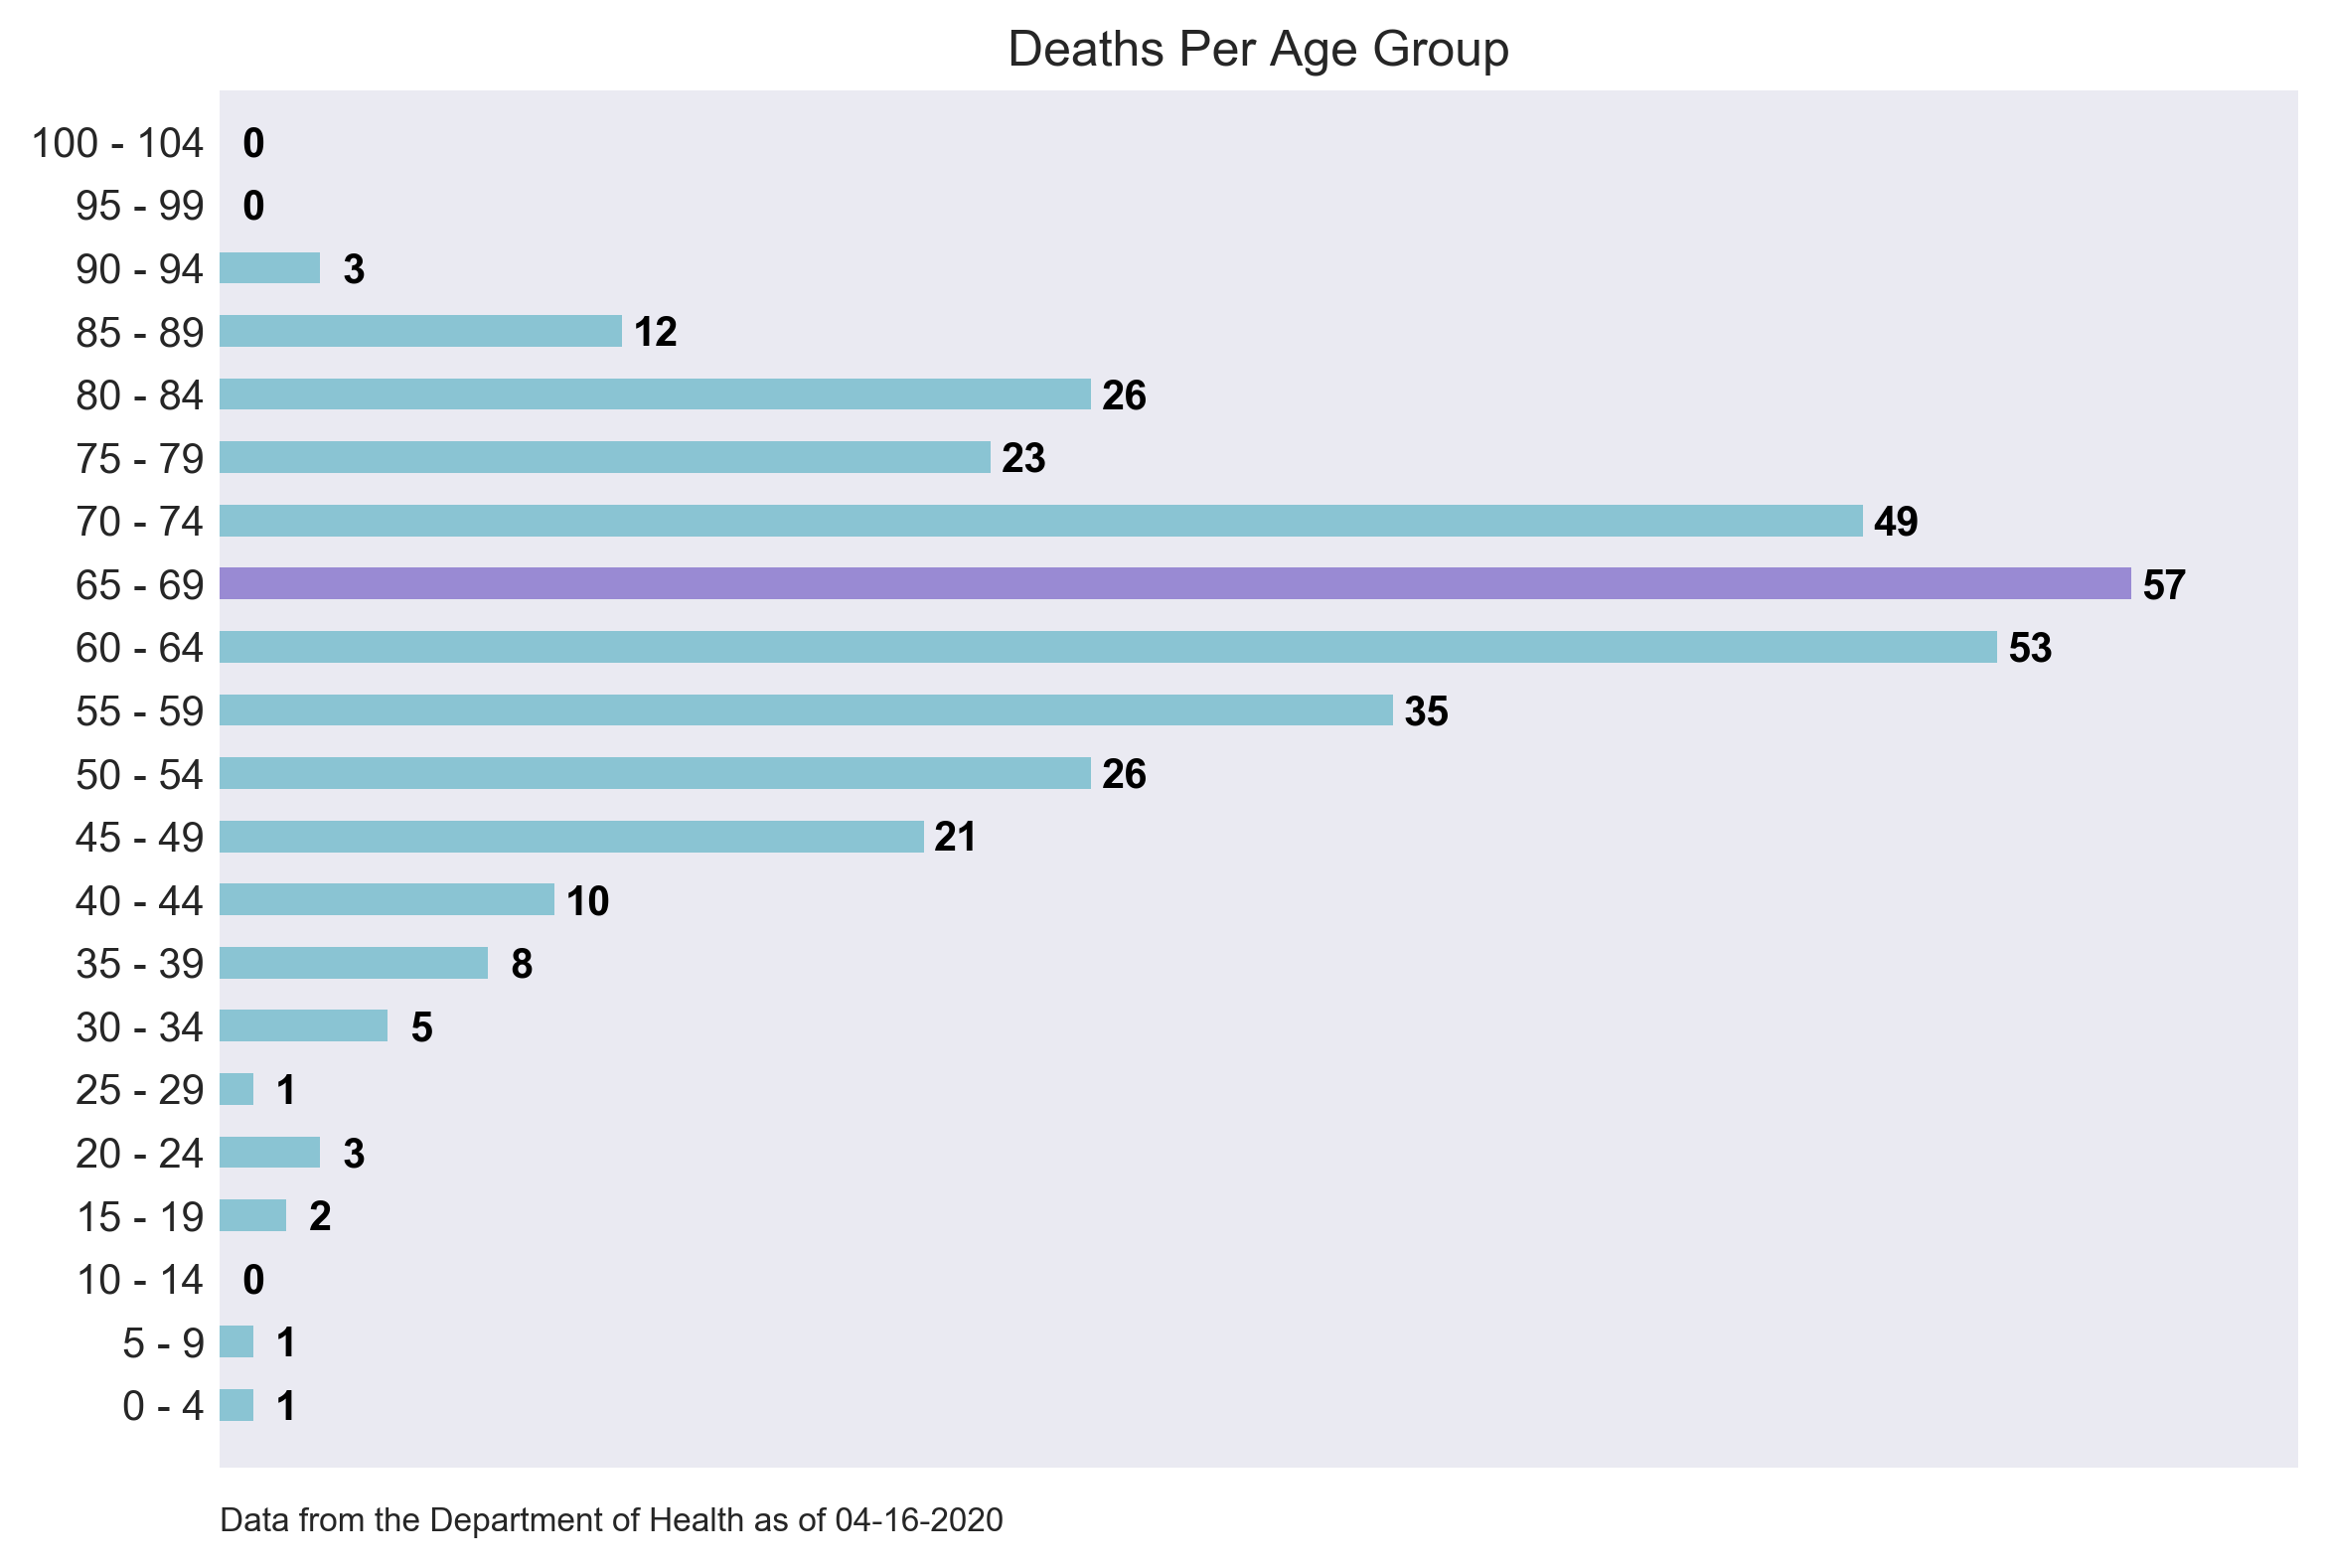 Deaths Per Age Group
100 - 104 0
95 - 99 0
90 - 94 3
85 - 89 12
80 - 84 26
75 - 79 23
70 - 74 49
65 - 69 57
60 - 64 53
55 - 59 35
50 - 54 26
45 - 49 21
40 - 44 10
35 - 39 8
30 - 34 5
25 - 29 1
20 - 24 3
15 - 19 2
10 - 14 0
5 - 9 1
0 - 4 1
Data from the Department of Health as of 04-16-2020